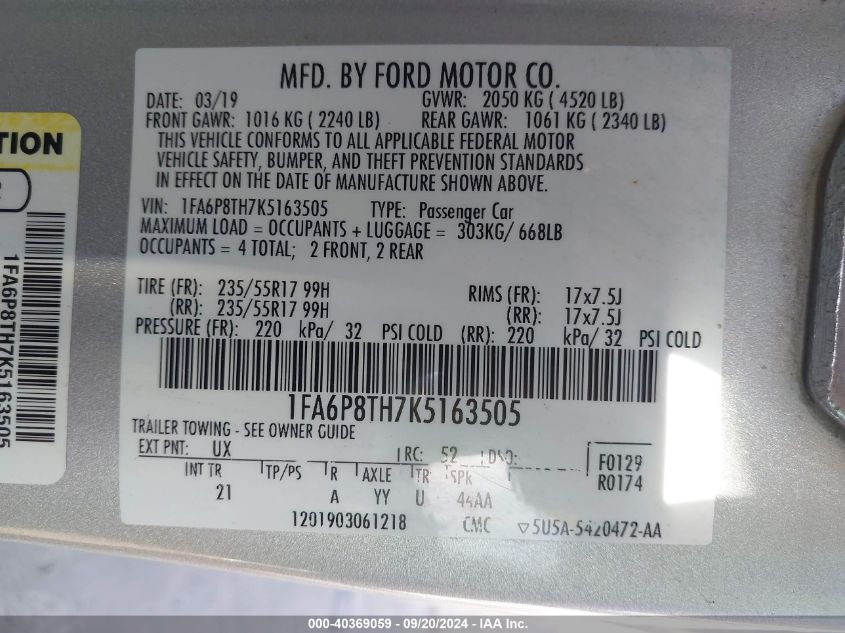 MFD. BY FORD MOTOR CO.
DATE: 03/19 GVWR: 2050 KG ( 4520 LB)
FRONT GAWR: 1016 KG ( 2240 LB) REAR GAWR: 1061 KG ( 2340 LB)
THIS VEHICLE CONFORMS TO ALL APPLICABLE FEDERAL MOTOR
VEHICLE SAFETY, BUMPER, AND THEFT PREVENTION STANDARDS
IN EFFECT ON THE DATE OF MANUFACTURE SHOWN ABOVE.
VIN: 1FA6P8TH7K5163505 TYPE: Passenger Car
MAXIMUM LOAD = OCCUPANTS + LUGGAGE = 303KG/ 668LB
OCCUPANTS = 4 TOTAL; 2 FRONT, 2 REAR
TIRE (FR): 235/55R17 99H RIMS (FR): 17x7.5J
(RR): 235/55R17 99H (RR): 17x7.5J
PRESSURE (FR): 220 kPa/ 32 PSI COLD (RR): 220 kPa/ 32 PSI COLD
1FA6P8TH7K5163505
TRAILER TOWING - SEE OWNER GUIDE
EXT PNT: UX RC: 52 DSO: F0129
R0174
INT TR TP/PS R AXLE TR SPK
21 A YY U 44AA
1201903061218 CMC 5U5A-5420472-AA
TION
1FA6P8TH7K5163505
000-40369059 - 09/20/2024 - IAA Inc.